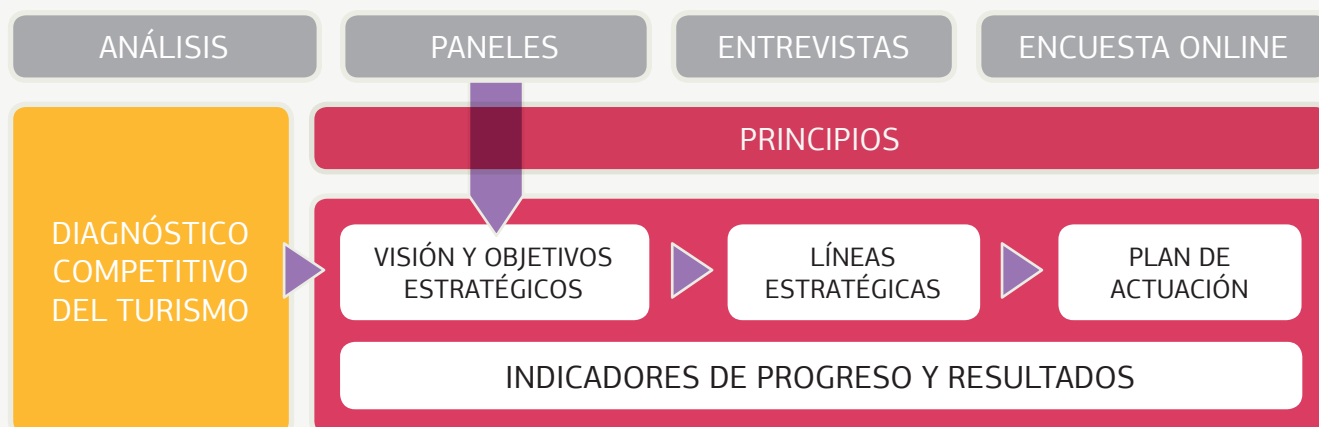 ANÁLISIS
PANELES
ENTREVISTAS
ENCUESTA ONLINE
PRINCIPIOS
DIAGNÓSTICO
COMPETITIVO
DEL TURISMO
VISIÓN Y OBJETIVOS
ESTRATÉGICOS
LÍNEAS
ESTRATÉGICAS
PLAN DE
ACTUACIÓN
INDICADORES DE PROGRESO Y RESULTADOS